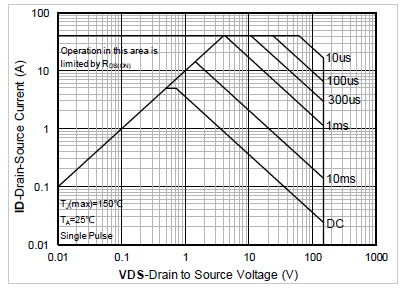 100
10
1
0.1
0.01
ID-Drain-Source Current (A)
Operation in this area is
limited by RDS(ON)
10us
100us
300us
1ms
10ms
DC
TJ(max)=150℃
TA=25℃
Single Pulse
0.01 0.1 1 10 100 1000
VDS-Drain to Source Voltage (V)